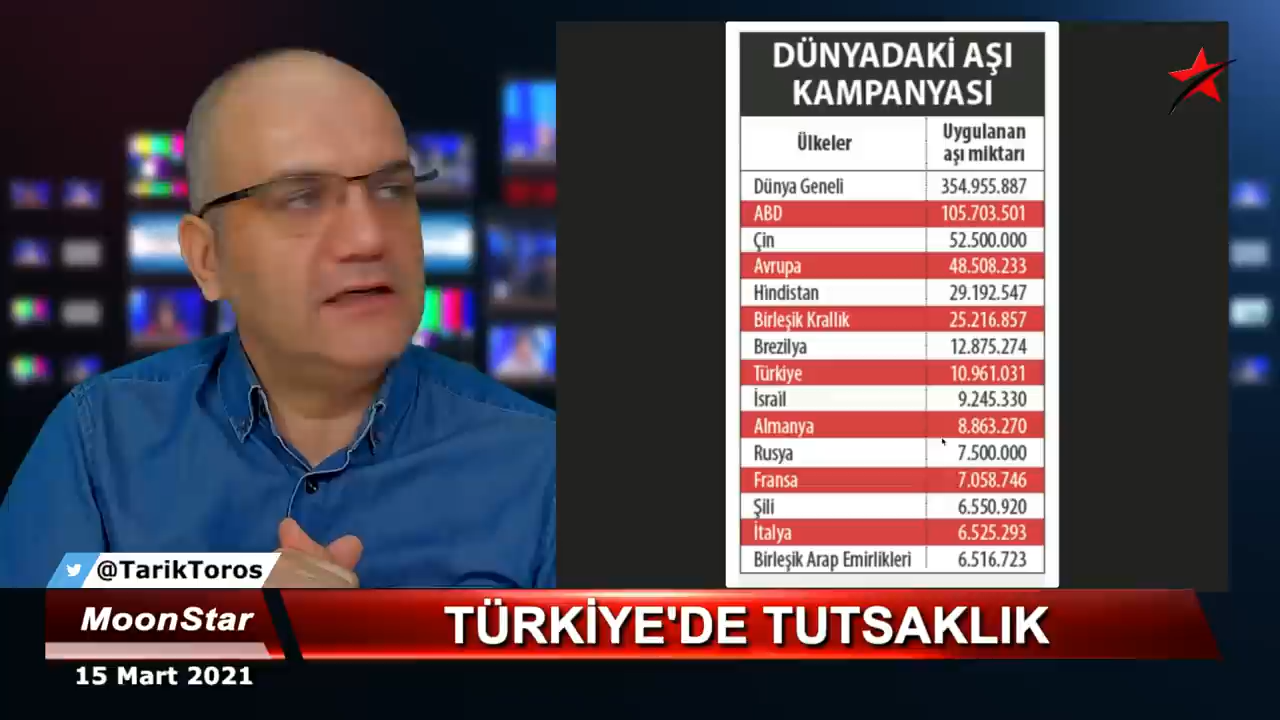 DÜNYADAKİ AŞI
KAMPANYASI
Ülkeler
Uygulanan
aşı miktarı
Dünya Geneli 354.955.887
ABD 105.703.501
Çin 52.500.000
Avrupa 48.508.233
Hindistan 29.192.547
Birleşik Krallık 25.216.857
Brezilya 12.875.274
Türkiye 10.961.031
İsrail 9.245.330
Almanya 8.863.270
Rusya 7.500.000
Fransa 7.058.746
Şili 6.550.920
İtalya 6.525.293
Birleşik Arap Emirlikleri 6.516.723
@TarikToros
MoonStar
TÜRKİYE'DE TUTSAKLIK
15 Mart 2021